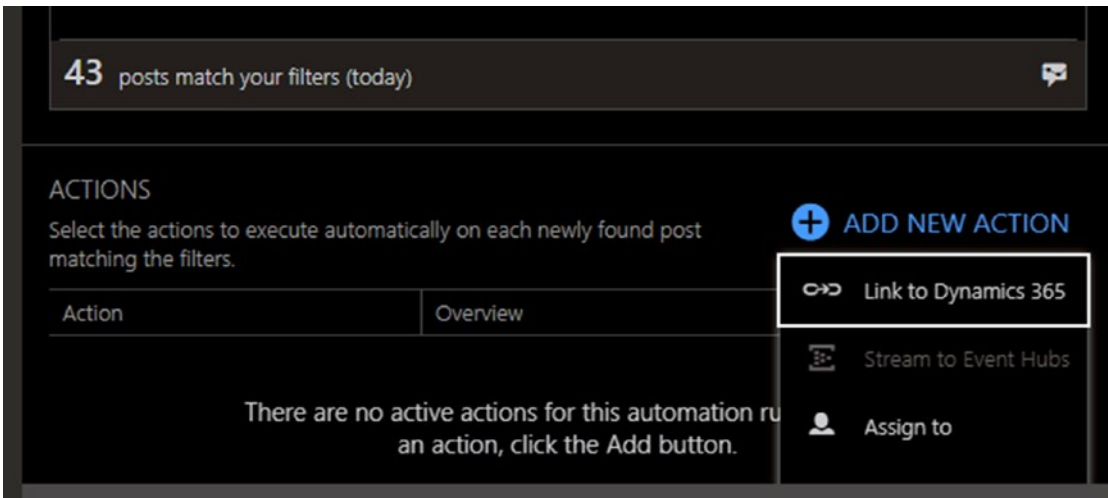 43 posts match your filters (today)
ACTIONS
Select the actions to execute automatically on each newly found post
matching the filters.
ADD NEW ACTION
Link to Dynamics 365
Stream to Event Hubs
Assign to
Action Overview
There are no active actions for this automation ru
an action, click the Add button.